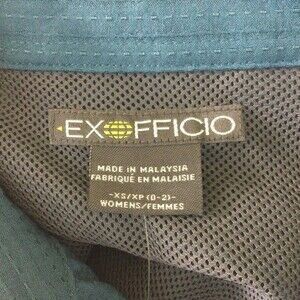 EXOFFICIO
MADE IN MALAYSIA
FABRIQUÉ EN MALAISIE
-XS/XP (0-2)-
WOMENS/FEMMES